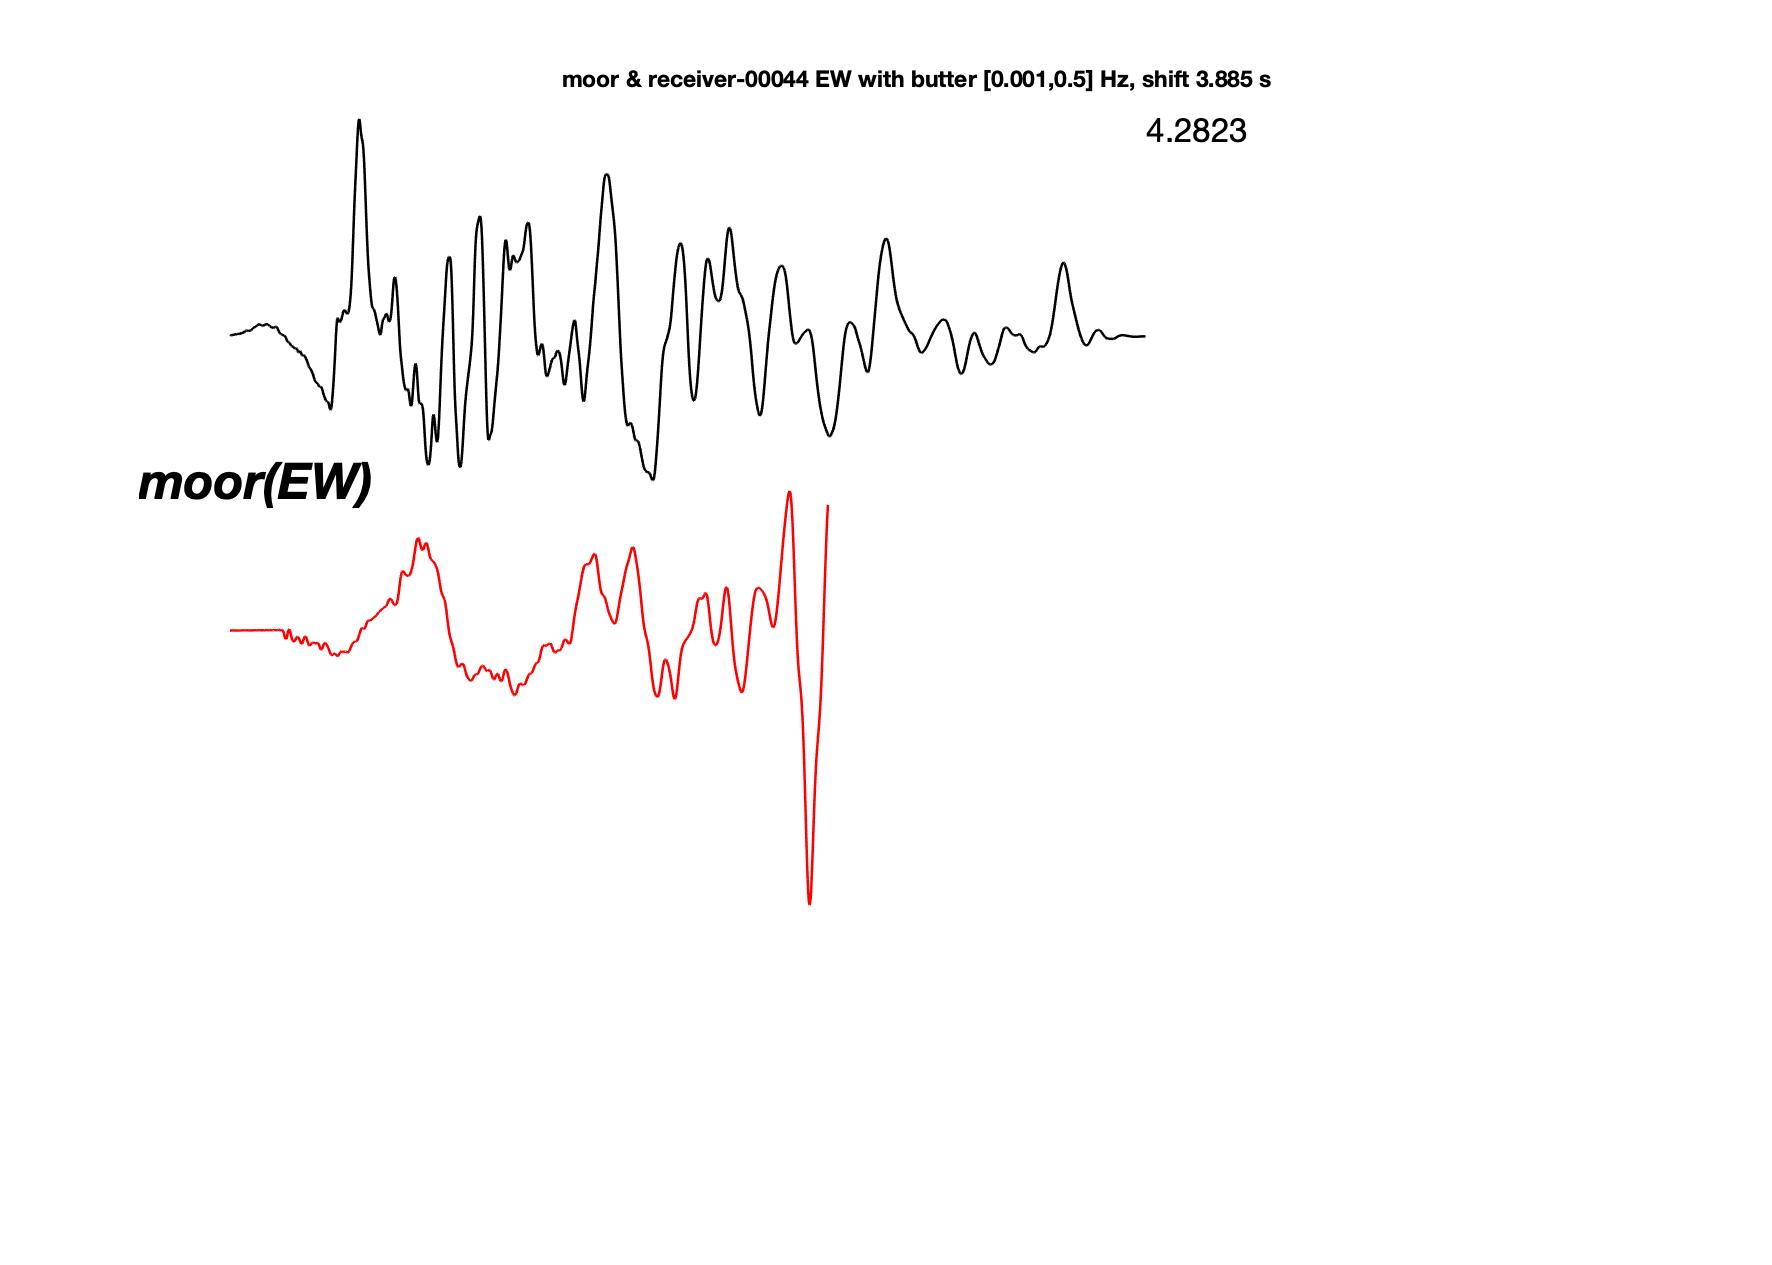 moor & receiver-00044 EW with butter [0.001,0.5] Hz, shift 3.885 s
4.2823
moor(EW)